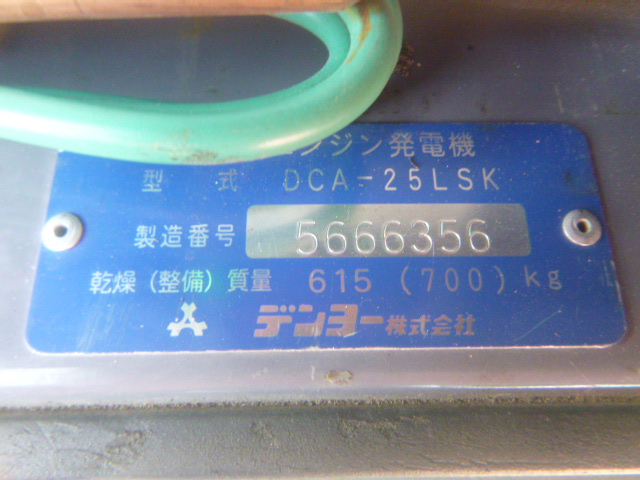 ンジン発電機
型式 DCA-25LSK
製造番号 5666356
乾燥(整備)質量 615(700)kg
デンヨー株式会社